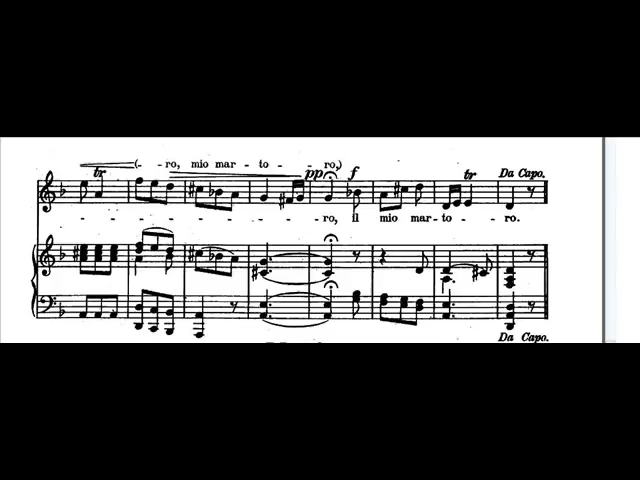 (- - ro, mio mar - to - - ro,)
tr pp f tr Da Capo.
- - - - - - - - ro, il mio mar - to - ro.
Da Capo.